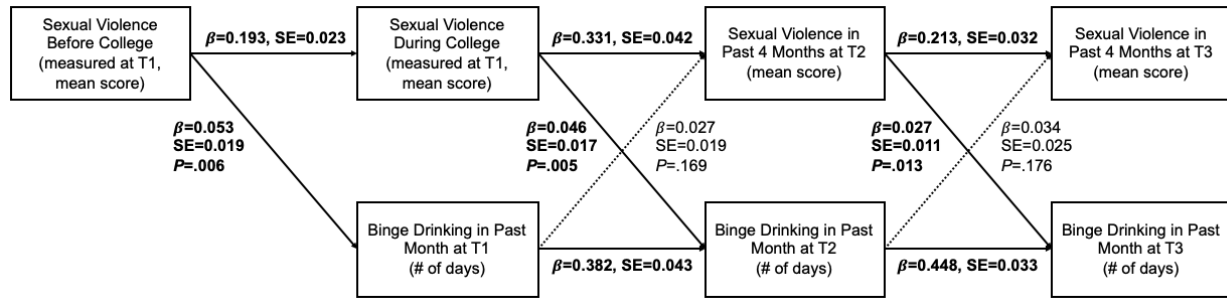 Sexual Violence
Before College
(measured at T1,
mean score)
β=0.193, SE=0.023
Sexual Violence
During College
(measured at T1,
mean score)
β=0.331, SE=0.042
Sexual Violence in
Past 4 Months at T2
(mean score)
β=0.213, SE=0.032
Sexual Violence in
Past 4 Months at T3
(mean score)
β=0.053
SE=0.019
P=.006
β=0.046
SE=0.017
P=.005
β=0.027
SE=0.019
P=.169
β=0.027
SE=0.011
P=.013
β=0.034
SE=0.025
P=.176
Binge Drinking in Past
Month at T1
(# of days)
β=0.382, SE=0.043
Binge Drinking in Past
Month at T2
(# of days)
β=0.448, SE=0.033
Binge Drinking in Past
Month at T3
(# of days)